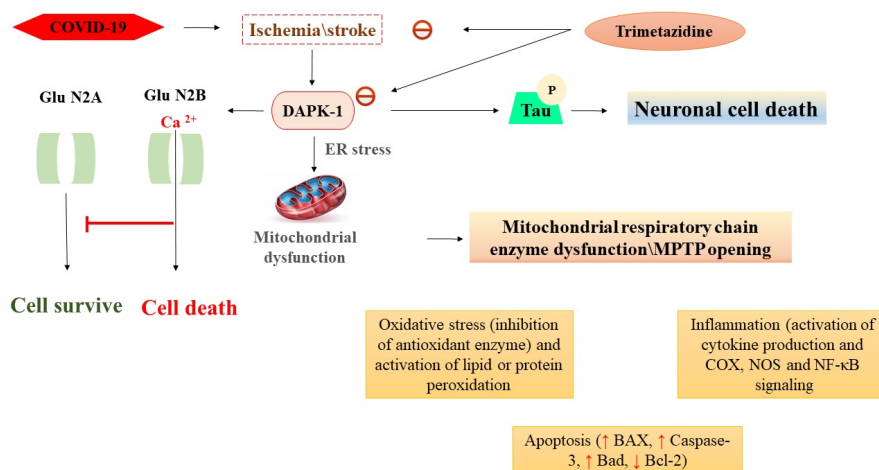 COVID-19
Ischemia\stroke
Trimetazidine
Glu N2A
Glu N2B
Ca 2+
DAPK-1
P
Tau
Neuronal cell death
ER stress
Mitochondrial
dysfunction
Mitochondrial respiratory chain
enzyme dysfunction\MPTP opening
Cell survive
Cell death
Oxidative stress (inhibition
of antioxidant enzyme) and
activation of lipid or protein
peroxidation
Inflammation (activation of
cytokine production and
COX, NOS and NF-κB
signaling
Apoptosis (↑ BAX, ↑ Caspase-
3, ↑ Bad, ↓ Bcl-2)